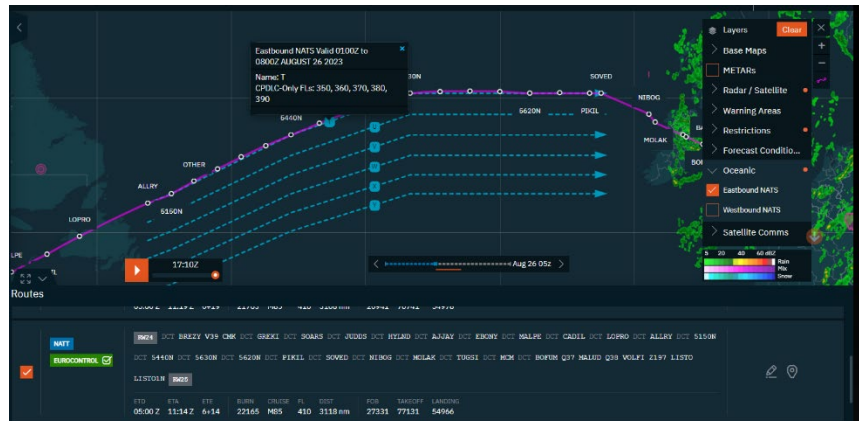 Layers
Clear
Base Maps
METARs
Radar / Satellite
Warning Areas
Restrictions
Forecast Conditio...
Oceanic
Eastbound NATS
Westbound NATS
Satellite Comms
5 20 40 60 dBZ
Rain
Mix
Snow
Eastbound NATS Valid 0100Z to
0800Z AUGUST 26 2023
Name: T
CPDLC-Only FLs: 350, 360, 370, 380,
390
SOVED
NIBOG
5620N
PIKIL
MOLAK
5440N
OTHER
ALLRY
5150N
LOPRO
17:10Z
Aug 26 05z
Routes
NATT
EUROCONTROL
RW24 DCT BREZY V39 CMK DCT GREKI DCT SOARS DCT JUDDS DCT HYLND DCT AJJAY DCT EBONY DCT MALPE DCT CADIL DCT LOPRO DCT ALLRY DCT 5150N
DCT 5440N DCT 5630N DCT 5620N DCT PIKIL DCT SOVED DCT NIBOG DCT MOLAK DCT TUGSI DCT MCM DCT BOFUM Q37 MALUD Q38 VOLFI Z197 LISTO
LISTO1N RW25
ETD ETA ETE BURN CRUISE FL DIST FOB TAKEOFF LANDING
05:00 Z 11:14 Z 6+14 22165 M85 410 3118 nm 27331 77131 54966